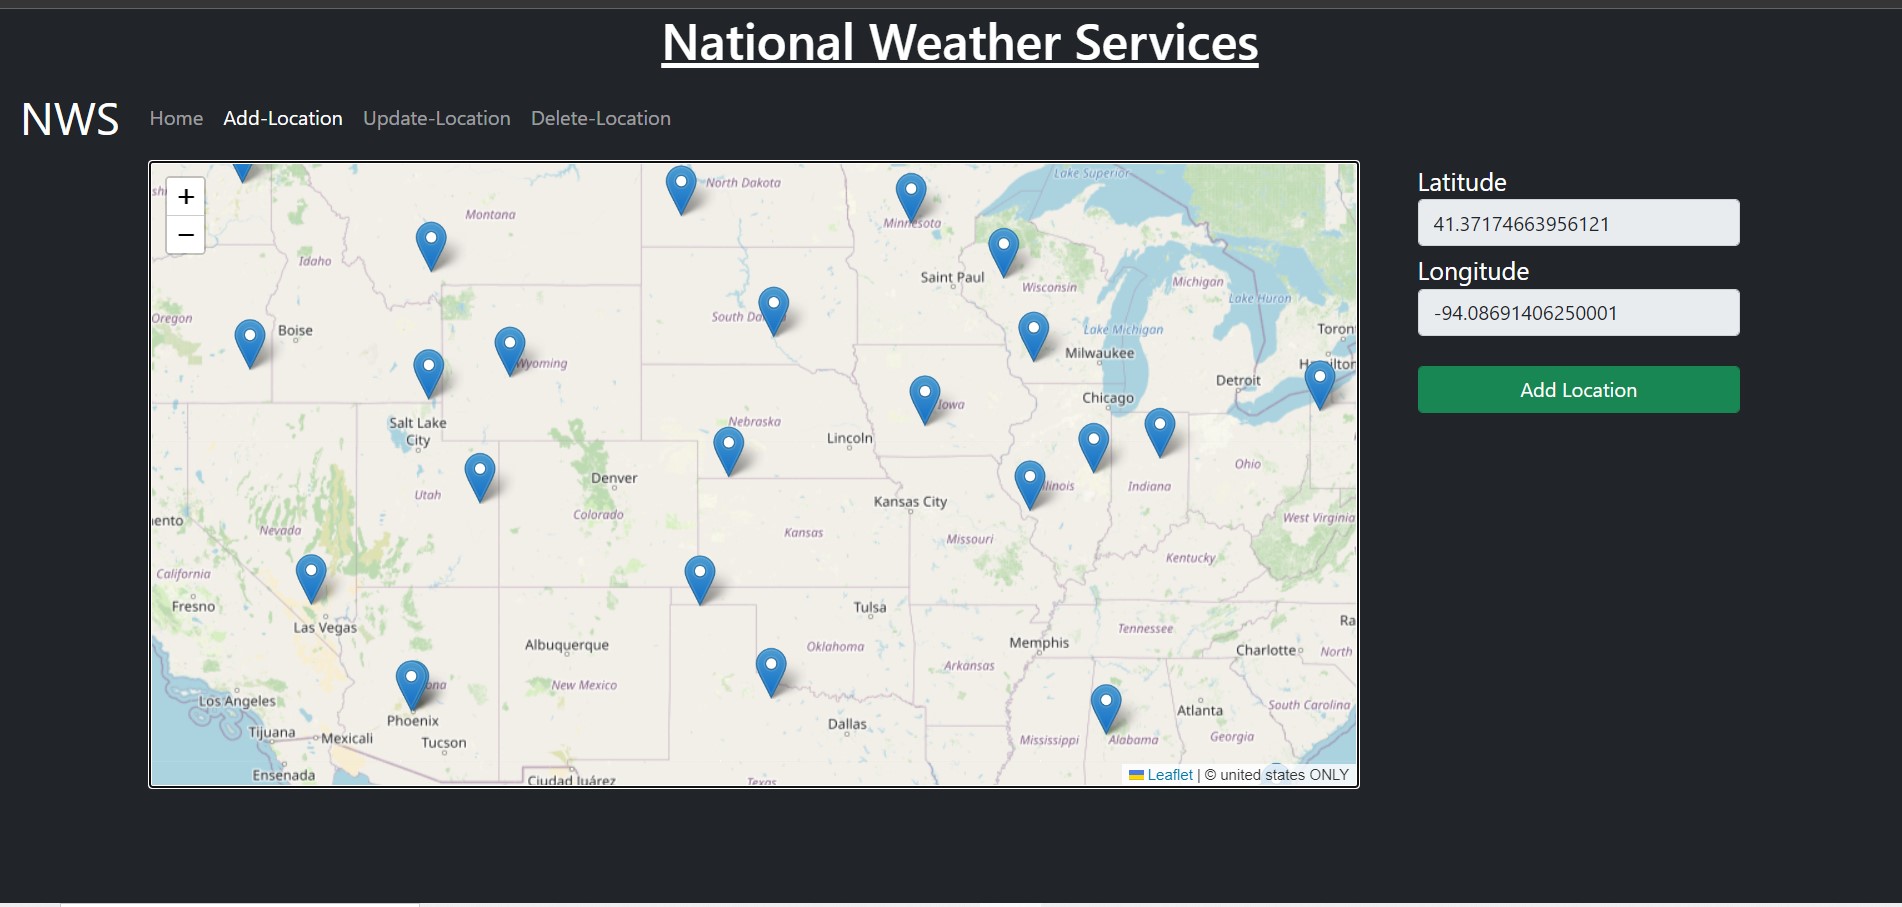 National Weather Services
NWS Home Add-Location Update-Location Delete-Location
+
−
North Dakota
Lake Superior
Montana
Minnesota
Idaho
Saint Paul
Wisconsin
Michigan
Lake Huron
Oregon
Boise
South Da
Lake Michigan
Milwaukee
Wyoming
Detroit
Chicago
Iowa
Salt Lake
City
Nebraska
Lincoln
Ohio
Denver
Utah
Indiana
Kansas City
Colorado
Nevada
Kansas
Missouri
West Virginia
Kentucky
California
Fresno
Tulsa
Las Vegas
Tennessee
Albuquerque
Oklahoma
Memphis
Charlotte
North
Arkansas
New Mexico
Los Angeles
Phoenix
Dallas
Atlanta
South Carolina
Tijuana
Mexicali
Tucson
Mississippi
Alabama
Georgia
Ensenada
Ciudad Juárez
Texas
Leaflet | © united states ONLY
Latitude
41.37174663956121
Longitude
-94.08691406250001
Add Location